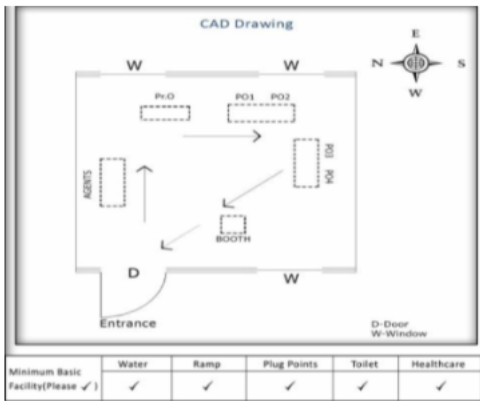 CAD Drawing
E
N S
W
W W
Pr.O PO1 PO2
PO3 PO4
AGENTS
BOOTH
D W
Entrance
D-Door
W-Window
Minimum Basic Facility(Please ✓) Water Ramp Plug Points Toilet Healthcare
✓ ✓ ✓ ✓ ✓